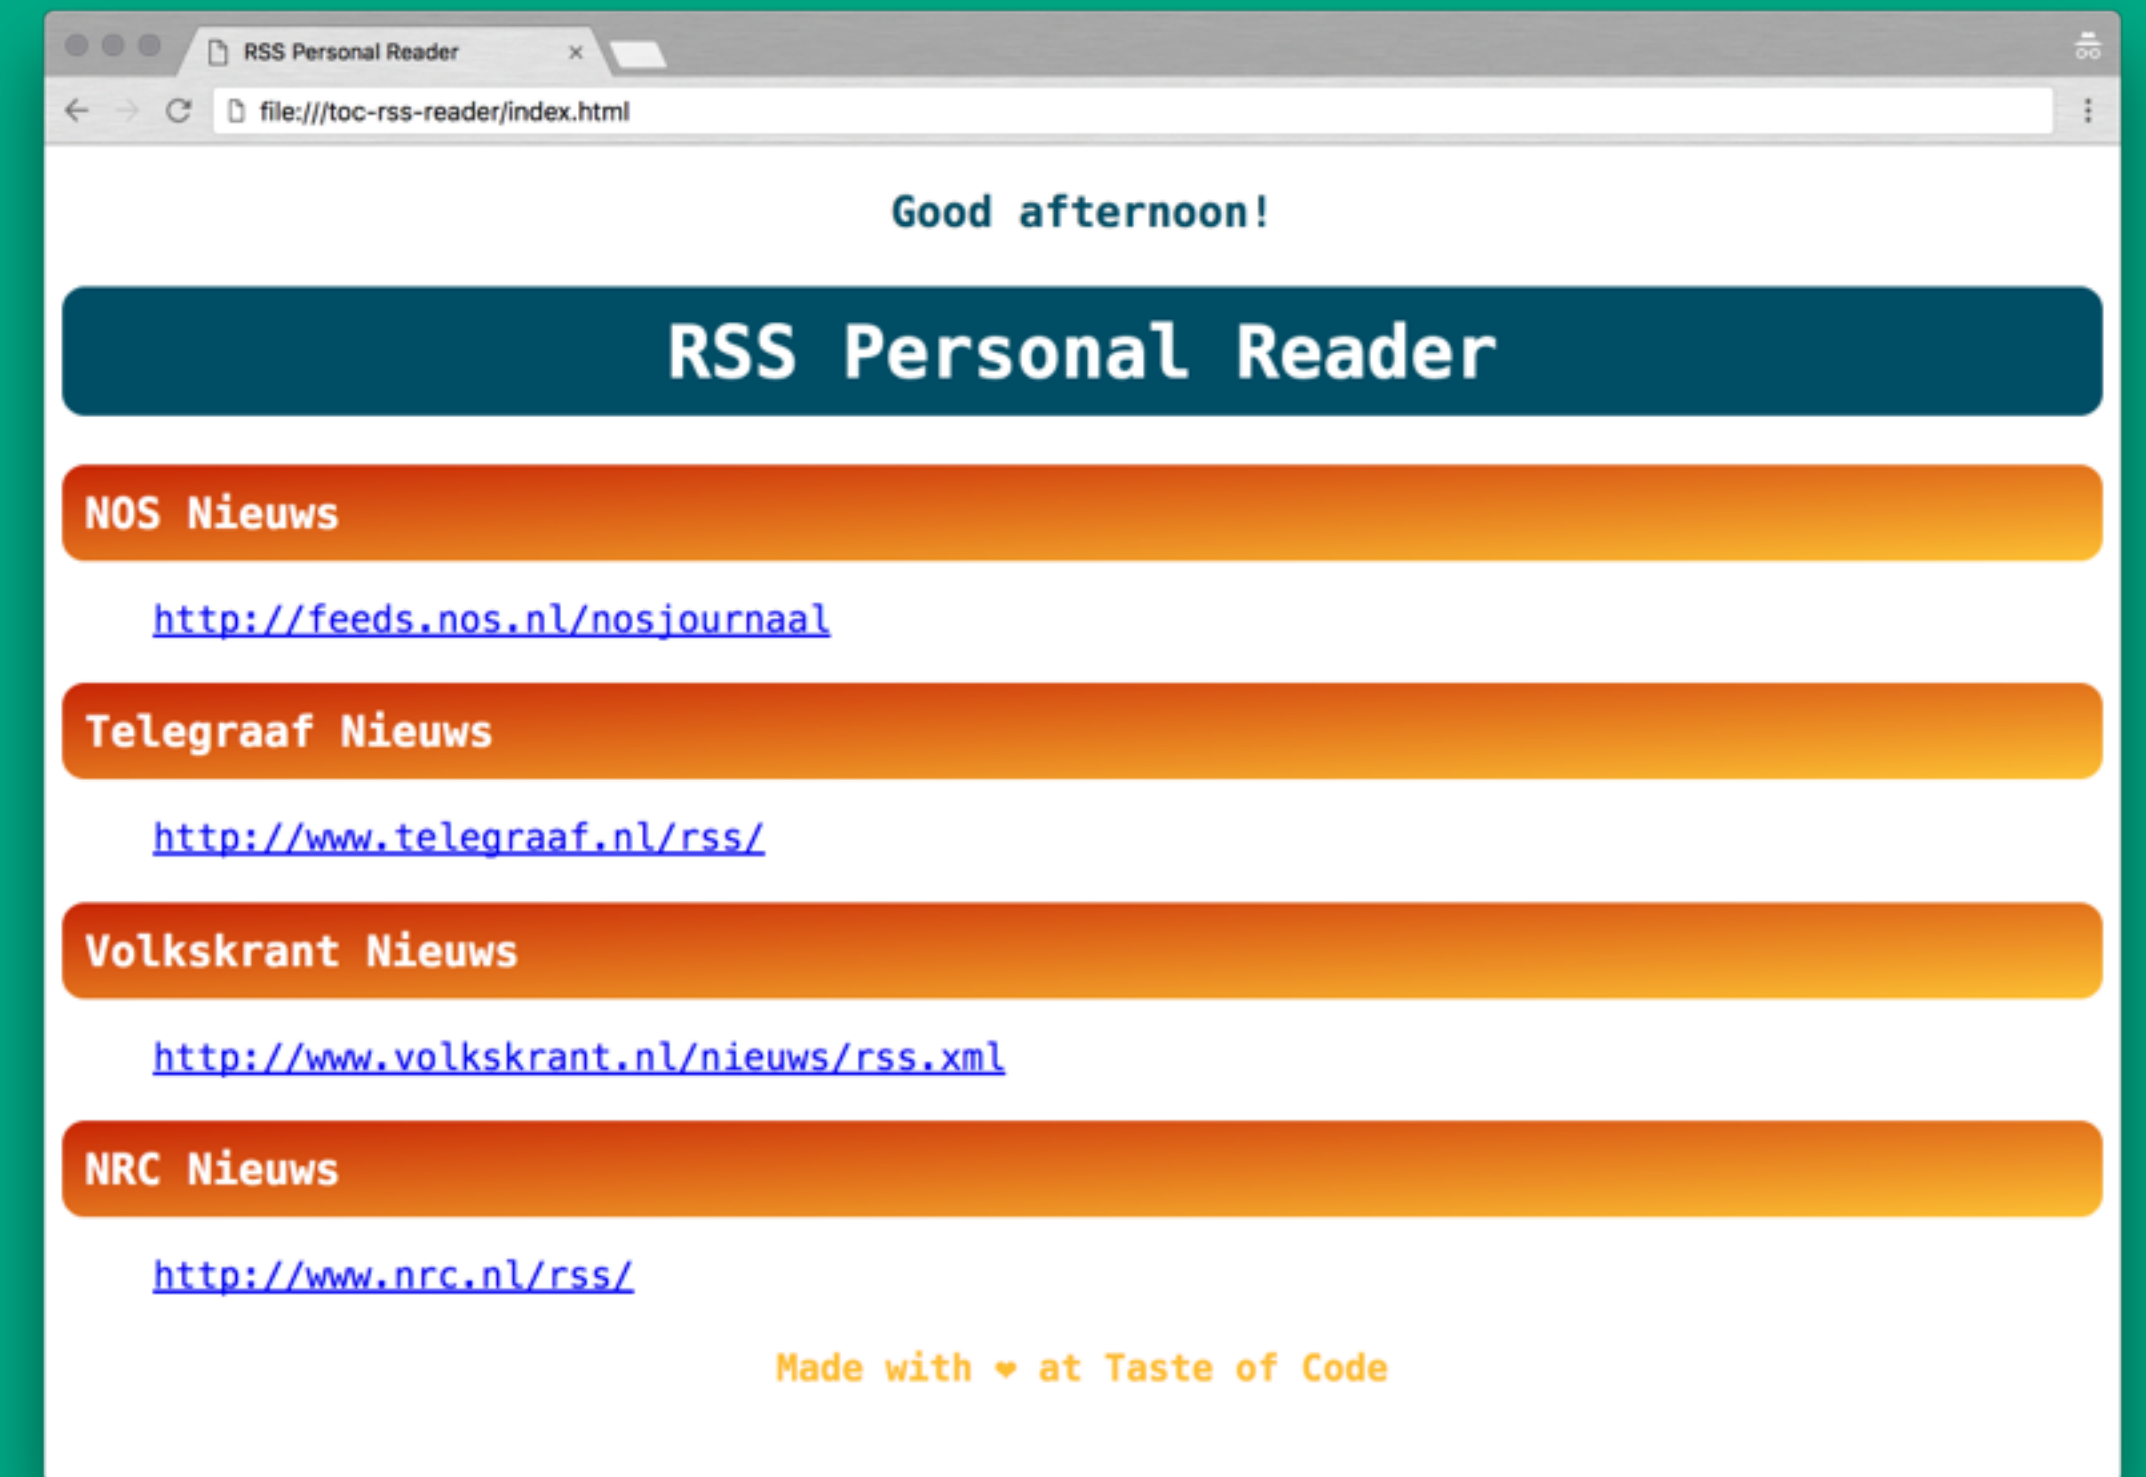 RSS Personal Reader
file:///toc-rss-reader/index.html
Good afternoon!
RSS Personal Reader
NOS Nieuws
http://feeds.nos.nl/nosjournaal
Telegraaf Nieuws
http://www.telegraaf.nl/rss/
Volkskrant Nieuws
http://www.volkskrant.nl/nieuws/rss.xml
NRC Nieuws
http://www.nrc.nl/rss/
Made with ❤ at Taste of Code